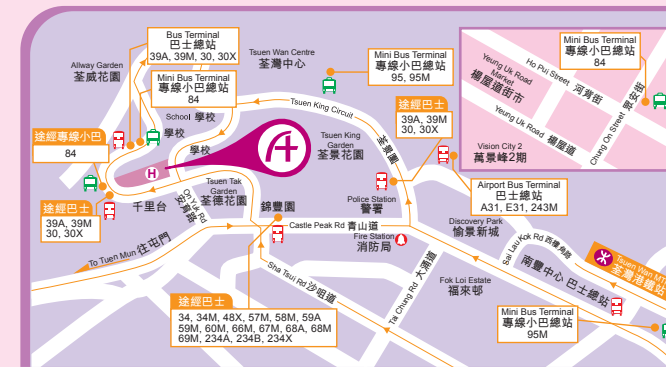 Bus Terminal
巴士總站
39A, 39M, 30, 30X
Allway Garden
荃威花園
Mini Bus Terminal
專線小巴總站
84
Tsuen Wan Centre
荃灣中心
Mini Bus Terminal
專線小巴總站
95, 95M
Mini Bus Terminal
專線小巴總站
84
Yeung Uk Road
Market
楊屋道街市
Ho Pui Street 河背街
Yeung Uk Road 楊屋道
Chung On Street 眾安街
Vision City 2
萬景峰2期
School 學校
學校
學校
Tsuen King Circuit
荃景圍
Tsuen King
Garden
荃景花園
途經巴士
39A, 39M
30, 30X
途經專線小巴
84
H
千里台
途經巴士
39A, 39M
30, 30X
On Yuk Rd
安育路
Tsuen Tak
Garden
荃德花園
錦豐園
Police Station
警署
Airport Bus Terminal
巴士總站
A31, E31, 243M
Castle Peak Rd 青山道
Fire Station
消防局
Discovery Park
愉景新城
Sai Lau Kok Rd 西樓角路
Tsuen Wan MT
荃灣港鐵站
To Tuen Mun 往屯門
Sha Tsui Rd 沙咀道
Tai Chung Rd 大涌道
Fok Loi Estate
福來邨
南豐中心 巴士總站
途經巴士
34, 34M, 48X, 57M, 58M, 59A
59M, 60M, 66M, 67M, 68A, 68M
69M, 234A, 234B, 234X
Mini Bus Terminal
專線小巴總站
95M